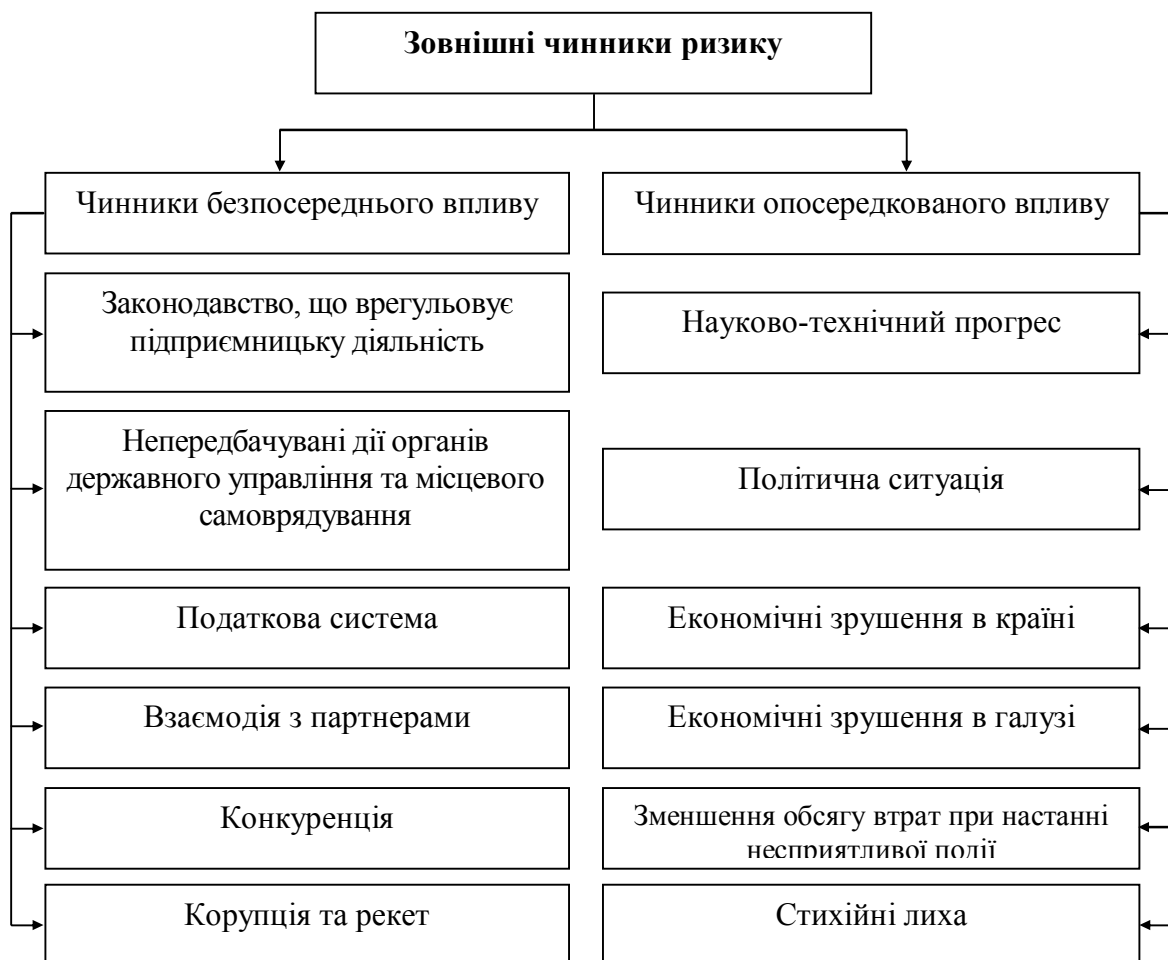 Зовнішні чинники ризику
Чинники безпосереднього впливу
Чинники опосередкованого впливу
Законодавство, що врегульовує
підприємницьку діяльність
Науково-технічний прогрес
Непередбачувані дії органів
державного управління та місцевого
самоврядування
Політична ситуація
Податкова система
Економічні зрушення в країні
Взаємодія з партнерами
Економічні зрушення в галузі
Конкуренція
Зменшення обсягу втрат при настанні
несприятливої події
Корупція та рекет
Стихійні лиха